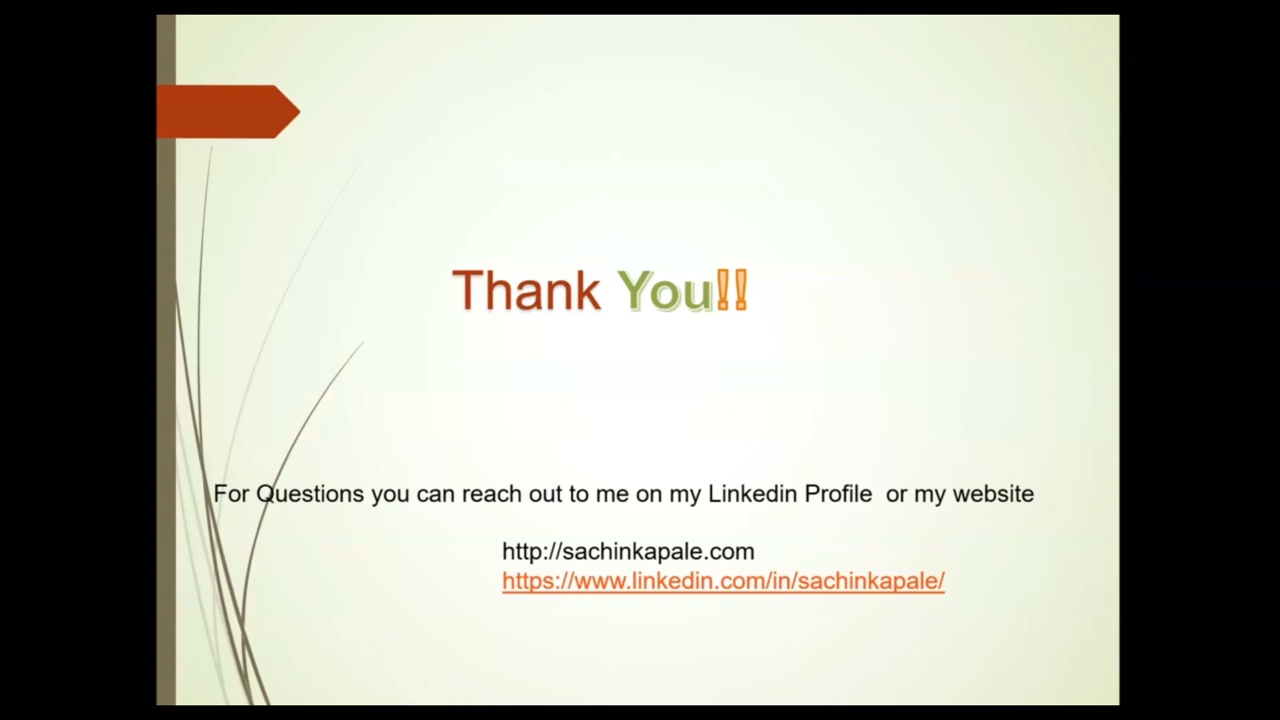 Thank You!!
For Questions you can reach out to me on my Linkedin Profile  or my website
http://sachinkapale.com
https://www.linkedin.com/in/sachinkapale/